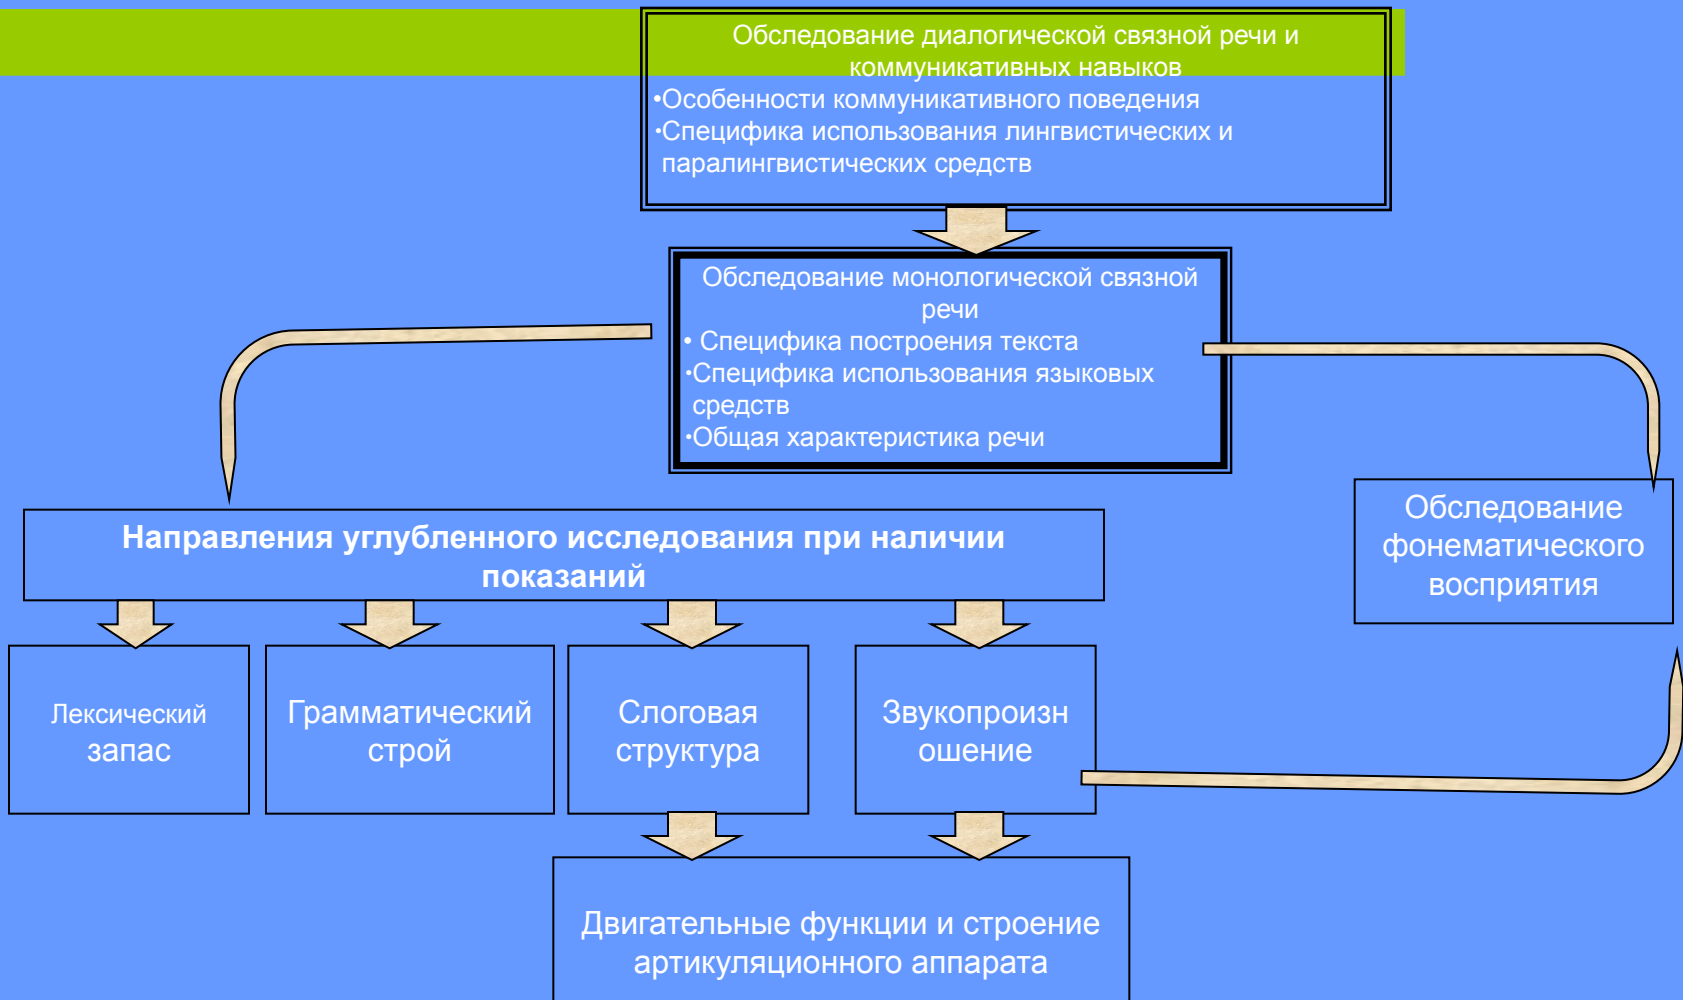 Обследование диалогической связной речи и
коммуникативных навыков
•Особенности коммуникативного поведения
•Специфика использования лингвистических и
паралингвистических средств
Обследование монологической связной
речи
• Специфика построения текста
•Специфика использования языковых
средств
•Общая характеристика речи
Направления углубленного исследования при наличии
показаний
Обследование
фонематического
восприятия
Лексический
запас
Грамматический
строй
Слоговая
структура
Звукопроизн
ошение
Двигательные функции и строение
артикуляционного аппарата